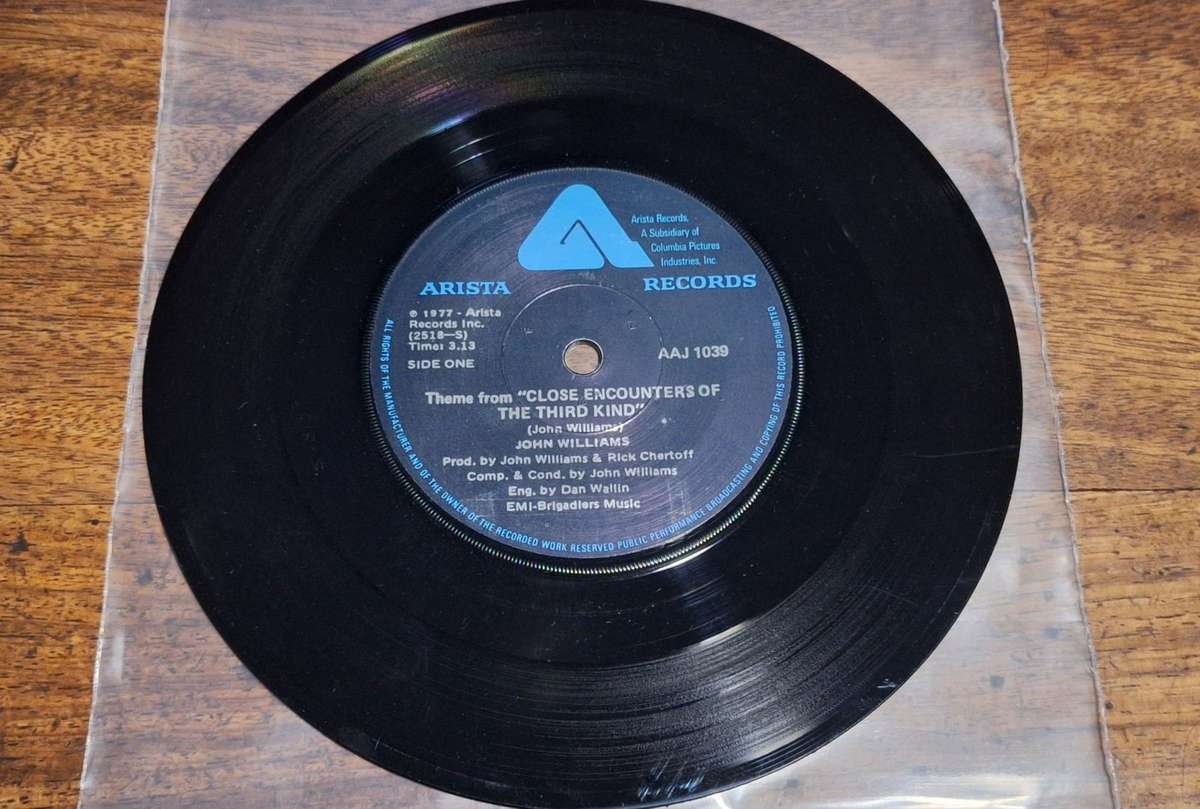 Arista Records,
A Subsidiary of
Columbia Pictures
Industries, Inc.
ARISTA RECORDS
℗ 1977 - Arista
Records Inc.
(2518—S)
Time: 3.13
SIDE ONE
AAJ 1039
Theme from "CLOSE ENCOUNTERS OF
THE THIRD KIND"
(John Williams)
JOHN WILLIAMS
Prod. by John Williams & Rick Chertoff
Comp. & Cond. by John Williams
Eng. by Dan Wallin
EMI-Brigadiers Music
ALL RIGHTS OF THE MANUFACTURER AND OF THE OWNER OF THE RECORDED WORK RESERVED PUBLIC PERFORMANCE BROADCASTING AND COPYING OF THIS RECORD PROHIBITED